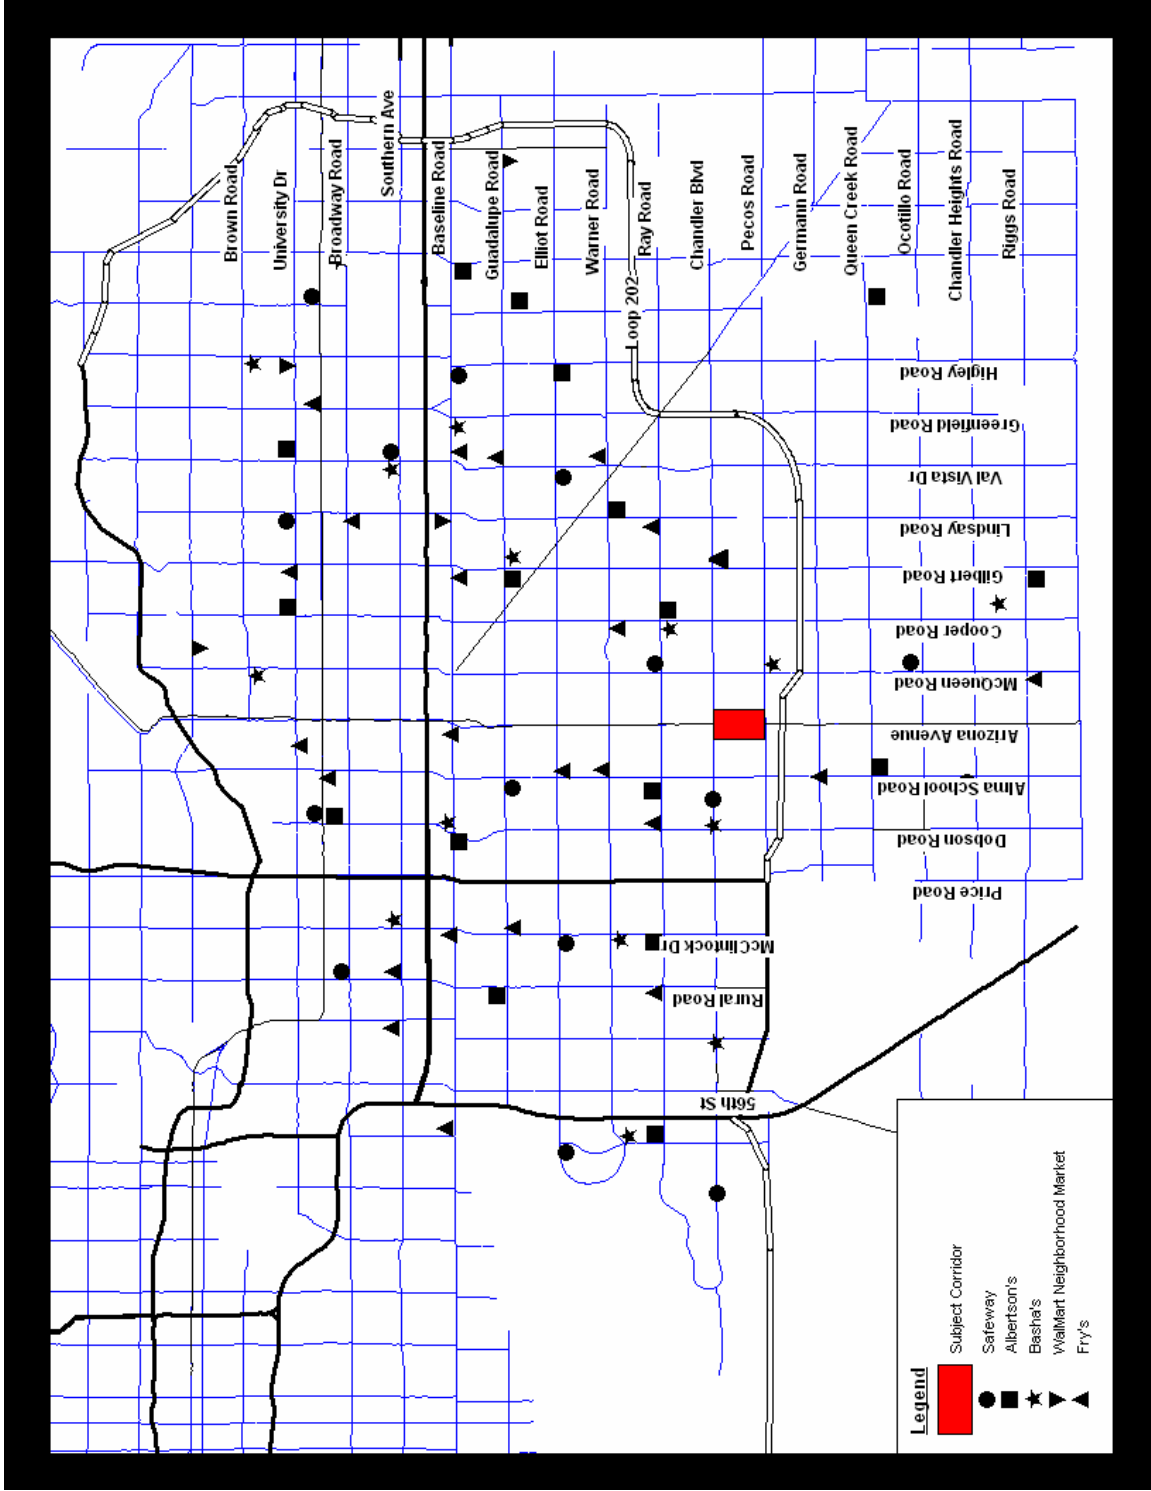 Brown Road
University Dr
Broadway Road
Southern Ave
Baseline Road
Guadalupe Road
Elliot Road
Warner Road
Ray Road
Chandler Blvd
Pecos Road
Germann Road
Queen Creek Road
Ocotillo Road
Chandler Heights Road
Riggs Road
Loop 202
Higley Road
Greenfield Road
Val Vista Dr
Lindsay Road
Gilbert Road
Cooper Road
McQueen Road
Arizona Avenue
Alma School Road
Dobson Road
Price Road
McClintock Dr
Rural Road
56th St
Legend
Subject Corridor
Safeway
Albertson's
Basha's
WalMart Neighborhood Market
Fry's